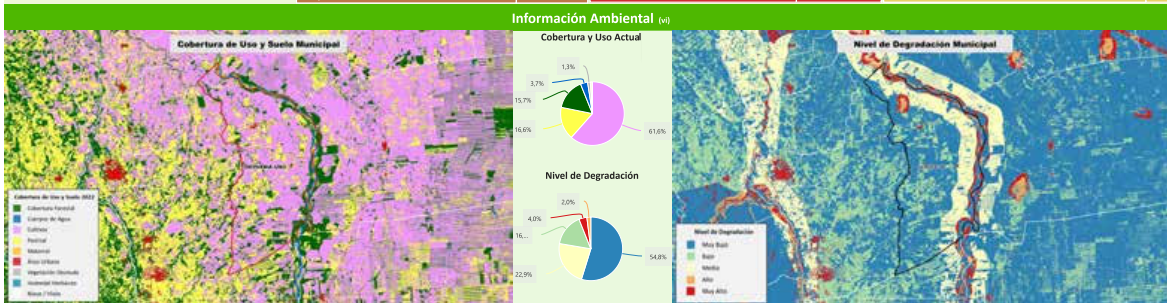 Información Ambiental (vi)
Cobertura de Uso y Suelo Municipal
Cobertura de Uso y Suelo 2022
Cobertura Forestal
Cuerpos de Agua
Cultivos
Pastizal
Matorral
Área Urbana
Vegetación Desnuda
Humedal Herbáceo
Cobertura y Uso Actual
1,3%
3,7%
15,7%
16,6%
61,6%
Nivel de Degradación
2,0%
4,0%
16,...
22,9%
54,8%
Nivel de Degradación Municipal
Nivel de Degradación
Muy Bajo
Bajo
Media
Alto
Muy Alto